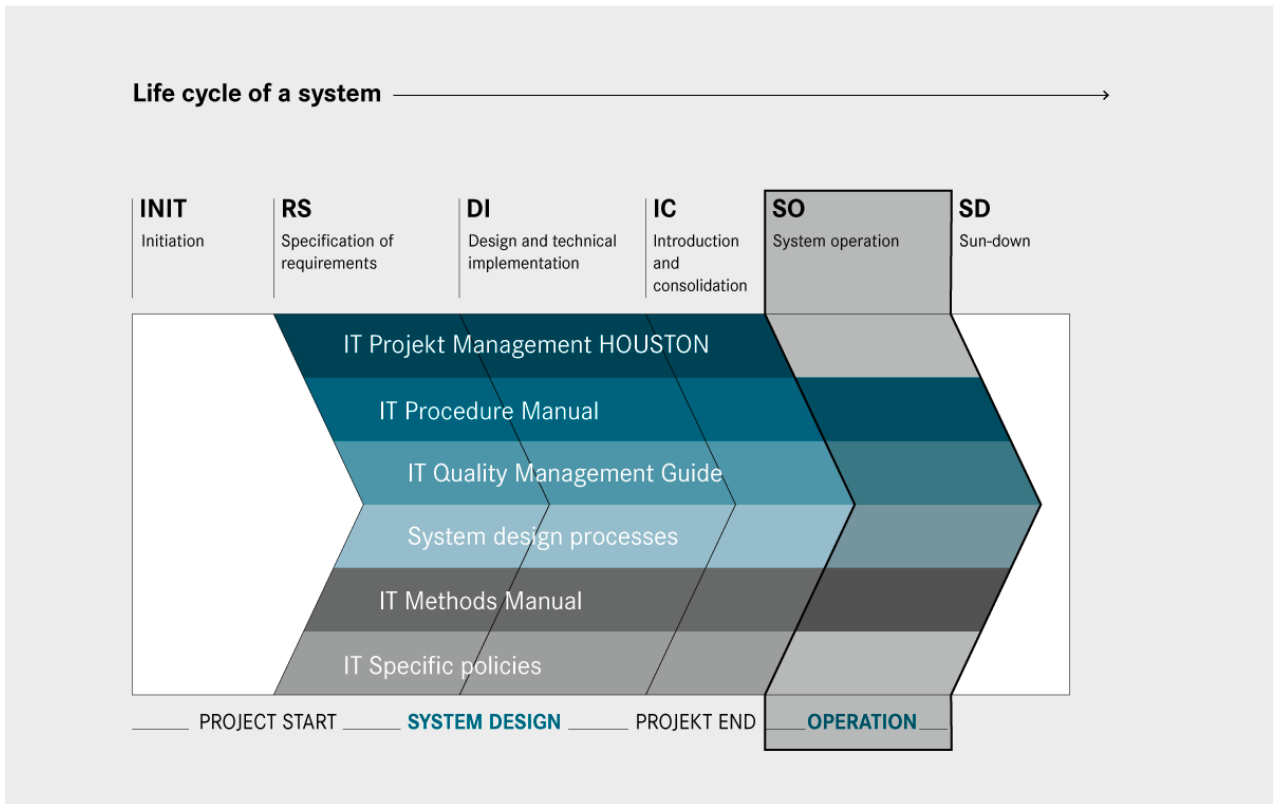 Life cycle of a system
INIT
Initiation
RS
Specification of
requirements
DI
Design and technical
implementation
IC
Introduction
and
consolidation
SO
System operation
SD
Sun-down
IT Projekt Management HOUSTON
IT Procedure Manual
IT Quality Management Guide
System design processes
IT Methods Manual
IT Specific policies
PROJECT START
SYSTEM DESIGN
PROJEKT END
OPERATION